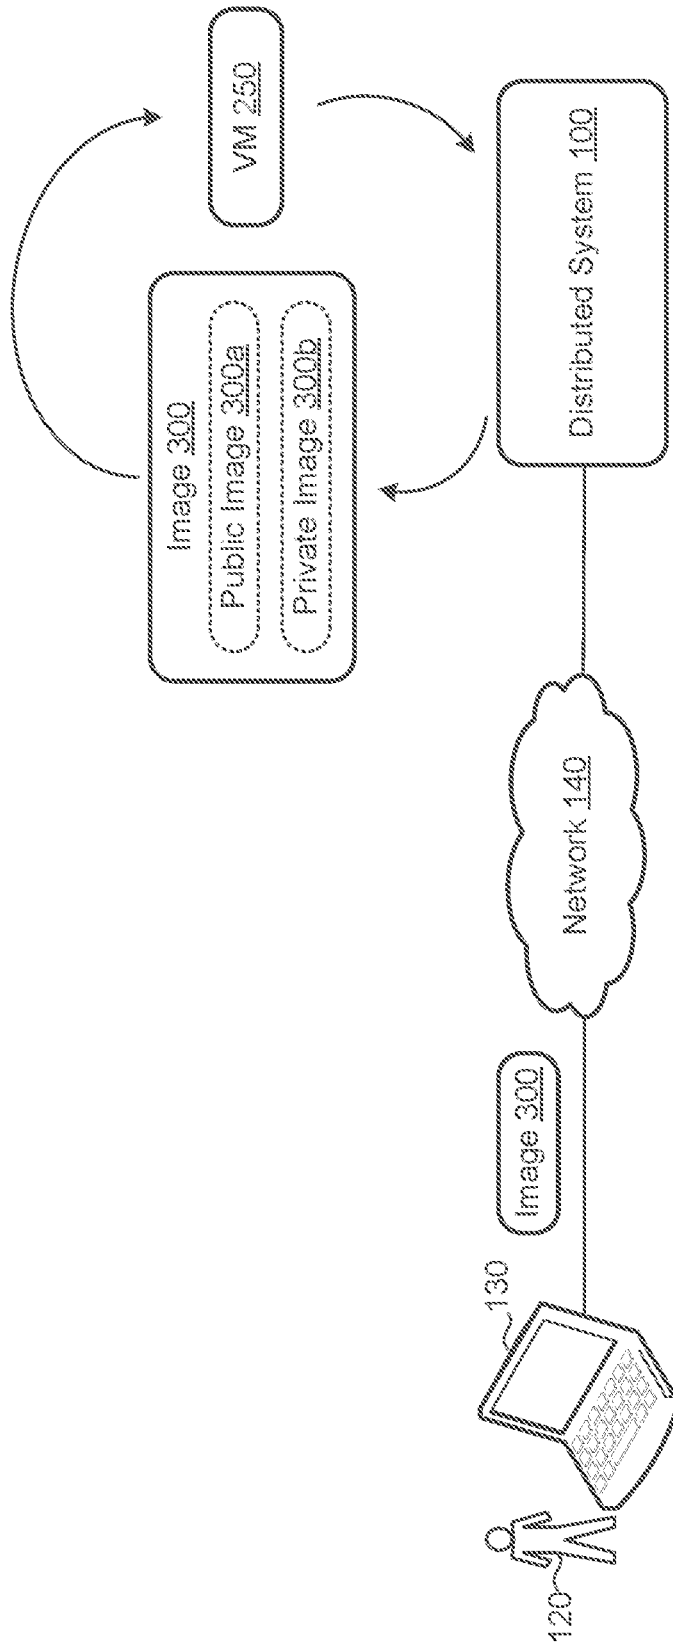 Image 300
Public Image 300a
Private Image 300b
VM 250
120
130
Image 300
Network 140
Distributed System 100